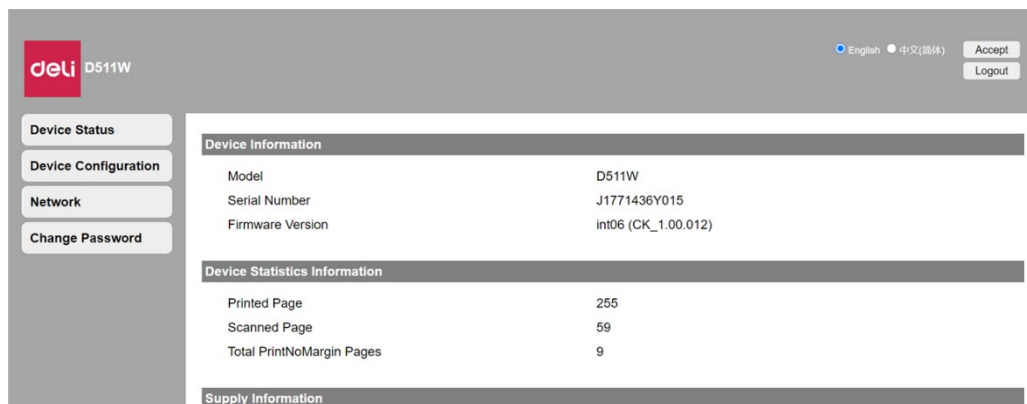 deli D511W
English 中文(简体) Accept
Logout
Device Status
Device Configuration
Network
Change Password
Device Information
Model D511W
Serial Number J1771436Y015
Firmware Version int06 (CK_1.00.012)
Device Statistics Information
Printed Page 255
Scanned Page 59
Total PrintNoMargin Pages 9
Supply Information